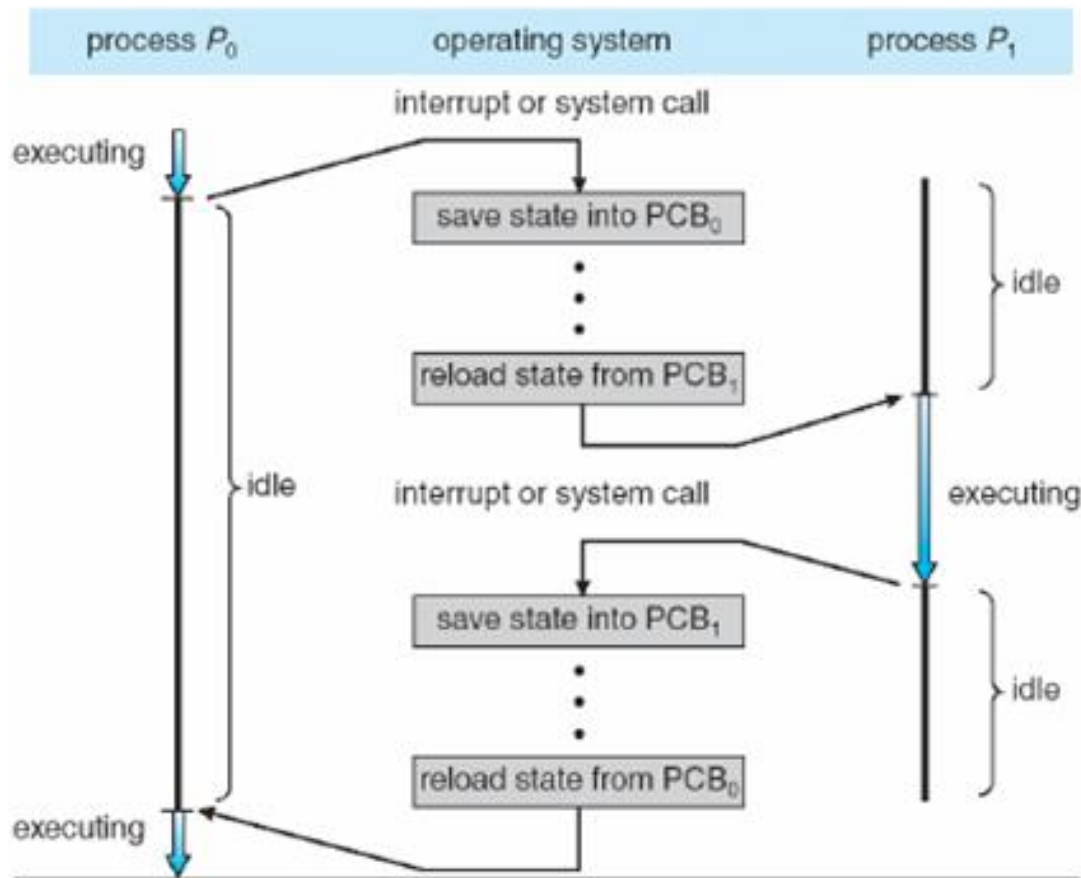 process P₀ operating system process P₁
interrupt or system call
executing
save state into PCB₀
idle
reload state from PCB₁
idle
interrupt or system call
executing
save state into PCB₁
idle
reload state from PCB₀
executing